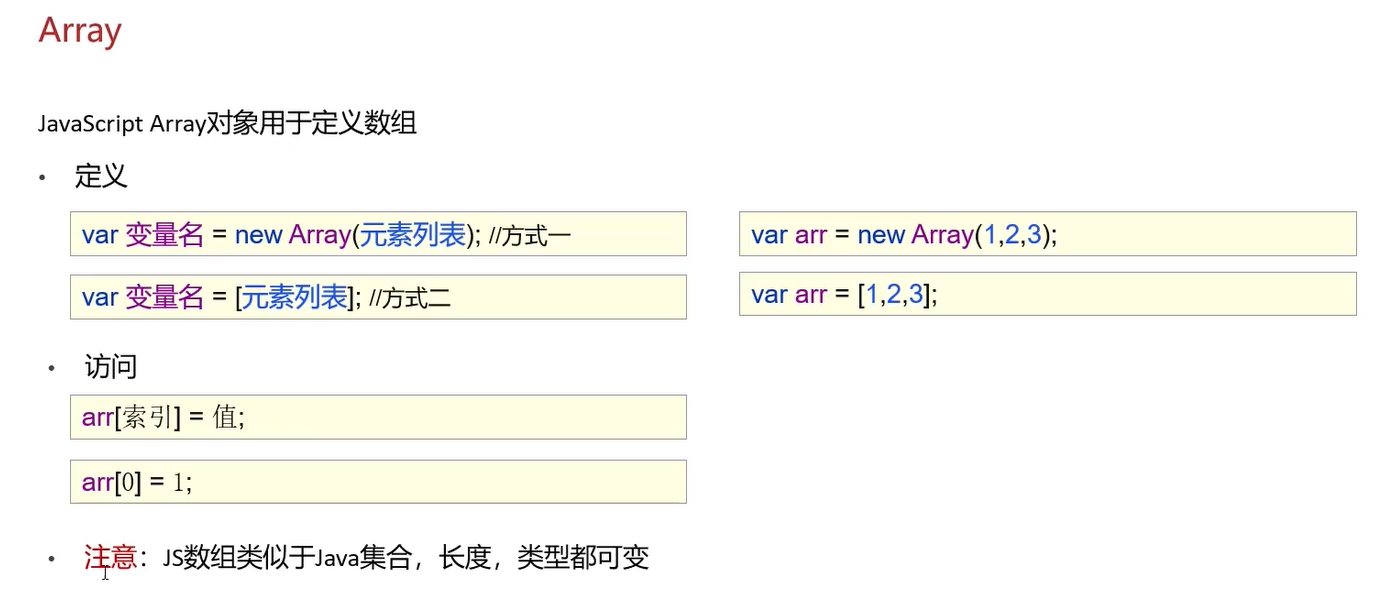 Array
JavaScript Array对象用于定义数组
• 定义
var 变量名 = new Array(元素列表); //方式一
var arr = new Array(1,2,3);
var 变量名 = [元素列表]; //方式二
var arr = [1,2,3];
• 访问
arr[索引] = 值;
arr[0] = 1;
• 注意：JS数组类似于Java集合，长度，类型都可变